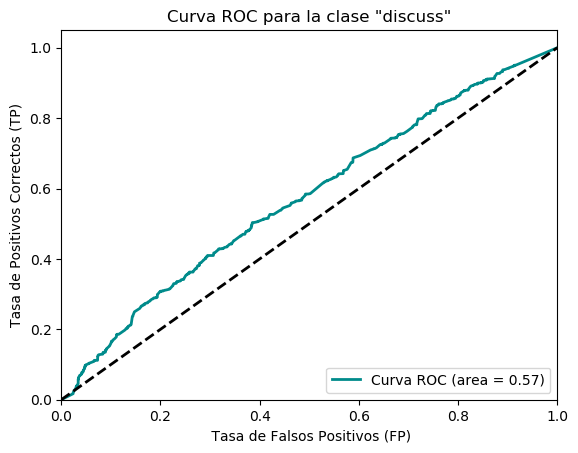 Curva ROC para la clase "discuss"
Tasa de Positivos Correctos (TP)
1.0
0.8
0.6
0.4
0.2
0.0
0.0 0.2 0.4 0.6 0.8 1.0
Tasa de Falsos Positivos (FP)
Curva ROC (area = 0.57)